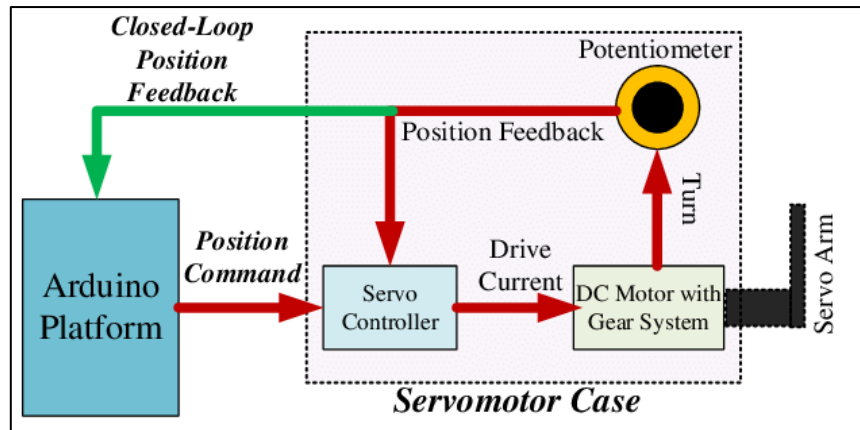 Closed-Loop
Position
Feedback
Potentiometer
Position Feedback
Turn
Arduino
Platform
Position
Command
Servo
Controller
Drive
Current
DC Motor with
Gear System
Servo Arm
Servomotor Case